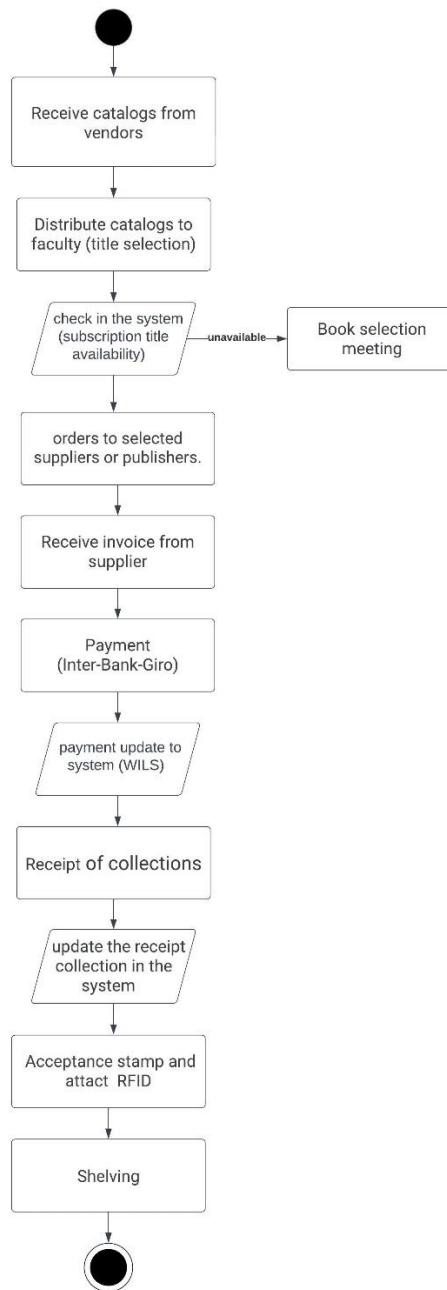 Receive catalogs from
vendors
Distribute catalogs to
faculty (title selection)
check in the system
(subscription title
availability)
unavailable
Book selection
meeting
orders to selected
suppliers or publishers.
Receive invoice from
supplier
Payment
(Inter-Bank-Giro)
payment update to
system (WILS)
Receipt of collections
update the receipt
collection in the
system
Acceptance stamp and
attact RFID
Shelving